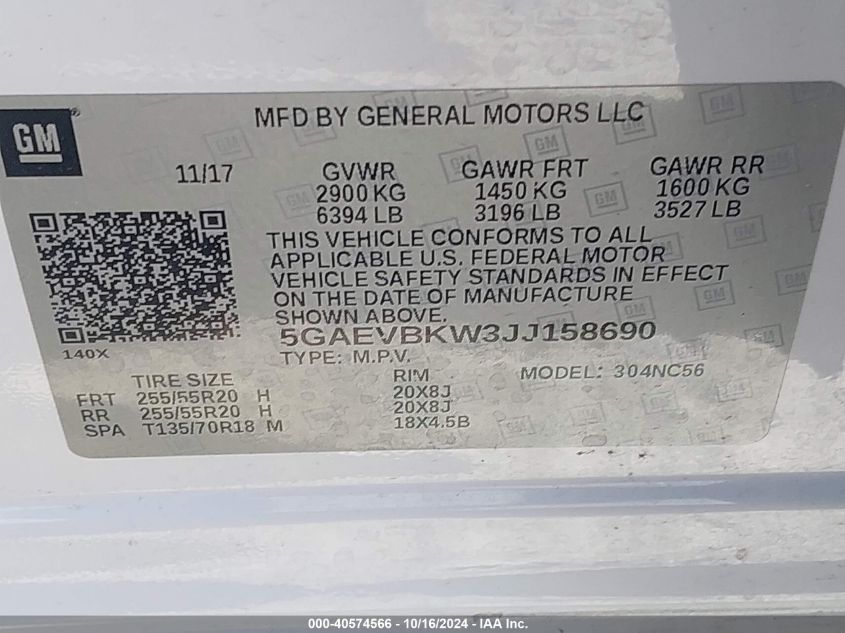 GM ®
MFD BY GENERAL MOTORS LLC
11/17 GVWR GAWR FRT GAWR RR
2900 KG 1450 KG 1600 KG
6394 LB 3196 LB 3527 LB
THIS VEHICLE CONFORMS TO ALL
APPLICABLE U.S. FEDERAL MOTOR
VEHICLE SAFETY STANDARDS IN EFFECT
ON THE DATE OF MANUFACTURE
SHOWN ABOVE.
5GAEVBKW3JJ158690
140X
TYPE: M.P.V.
TIRE SIZE RIM MODEL: 304NC56
FRT 255/55R20 H 20X8J
RR 255/55R20 H 20X8J
SPA T135/70R18 M 18X4.5B
000-40574566 - 10/16/2024 - IAA Inc.